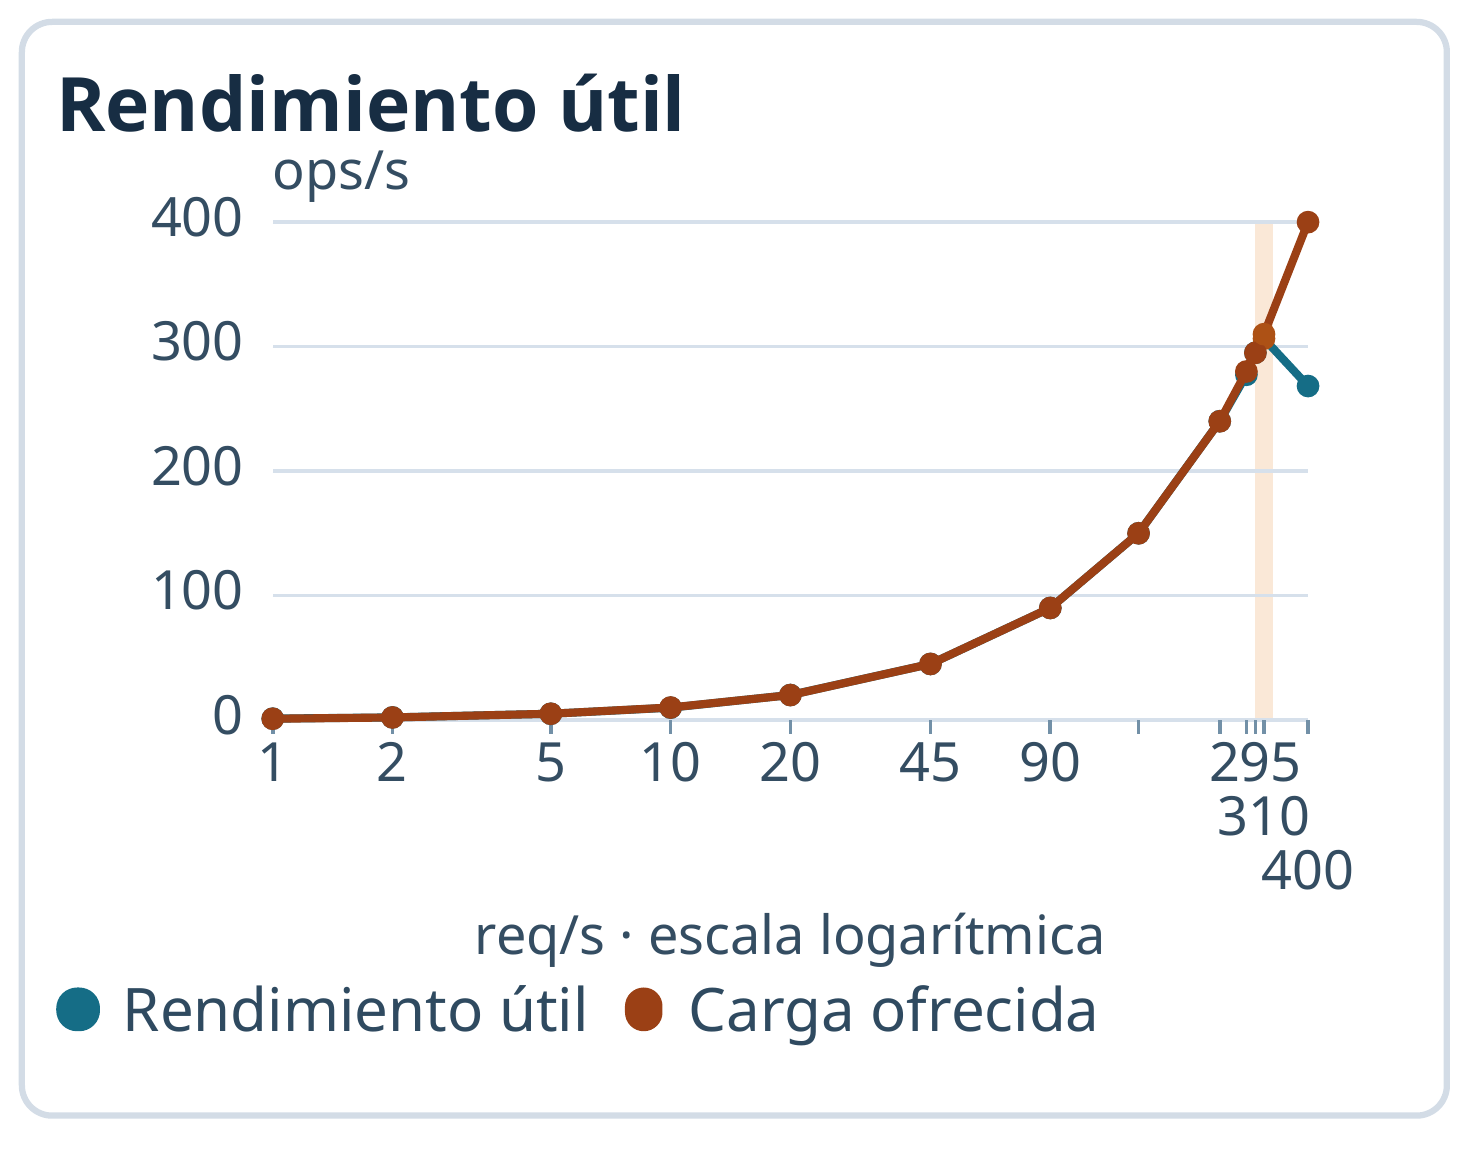 Rendimiento útil
ops/s
400
300
200
100
0
1 2 5 10 20 45 90 295
310
400
req/s · escala logarítmica
Rendimiento útil Carga ofrecida